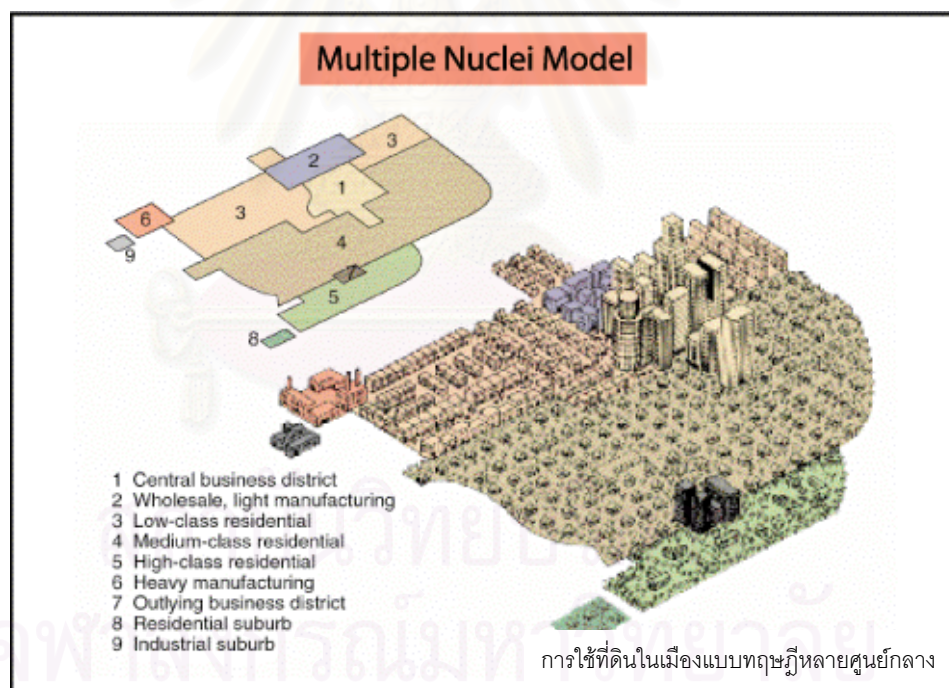 Multiple Nuclei Model
3
2
1
3
6
4
9
7
5
8
1 Central business district
2 Wholesale, light manufacturing
3 Low-class residential
4 Medium-class residential
5 High-class residential
6 Heavy manufacturing
7 Outlying business district
8 Residential suburb
9 Industrial suburb
การใช้ที่ดินในเมืองแบบทฤษฎีหลายศูนย์กลาง